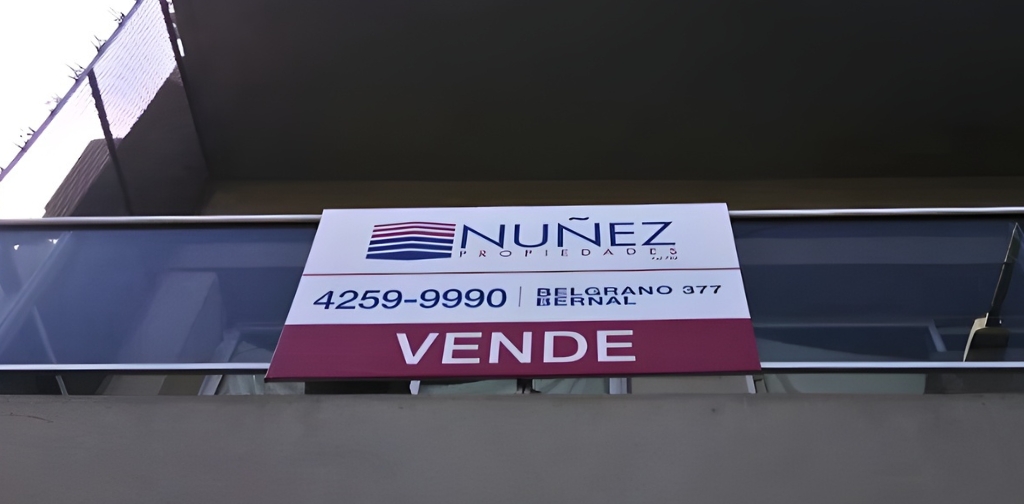 NUÑEZ
PROPIEDADES
4259-9990
BELGRANO 377
BERNAL
VENDE